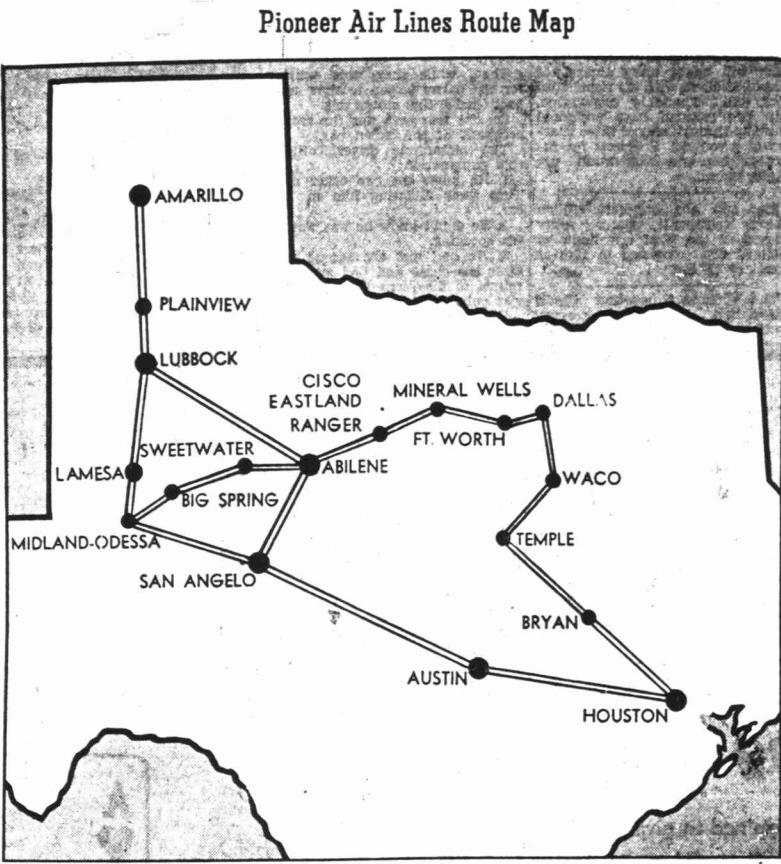 Pioneer Air Lines Route Map
AMARILLO
PLAINVIEW
LUBBOCK
CISCO
EASTLAND
RANGER
MINERAL WELLS
DALLAS
FT. WORTH
SWEETWATER
LAMESA
ABILENE
BIG SPRING
WACO
MIDLAND-ODESSA
TEMPLE
SAN ANGELO
BRYAN
AUSTIN
HOUSTON